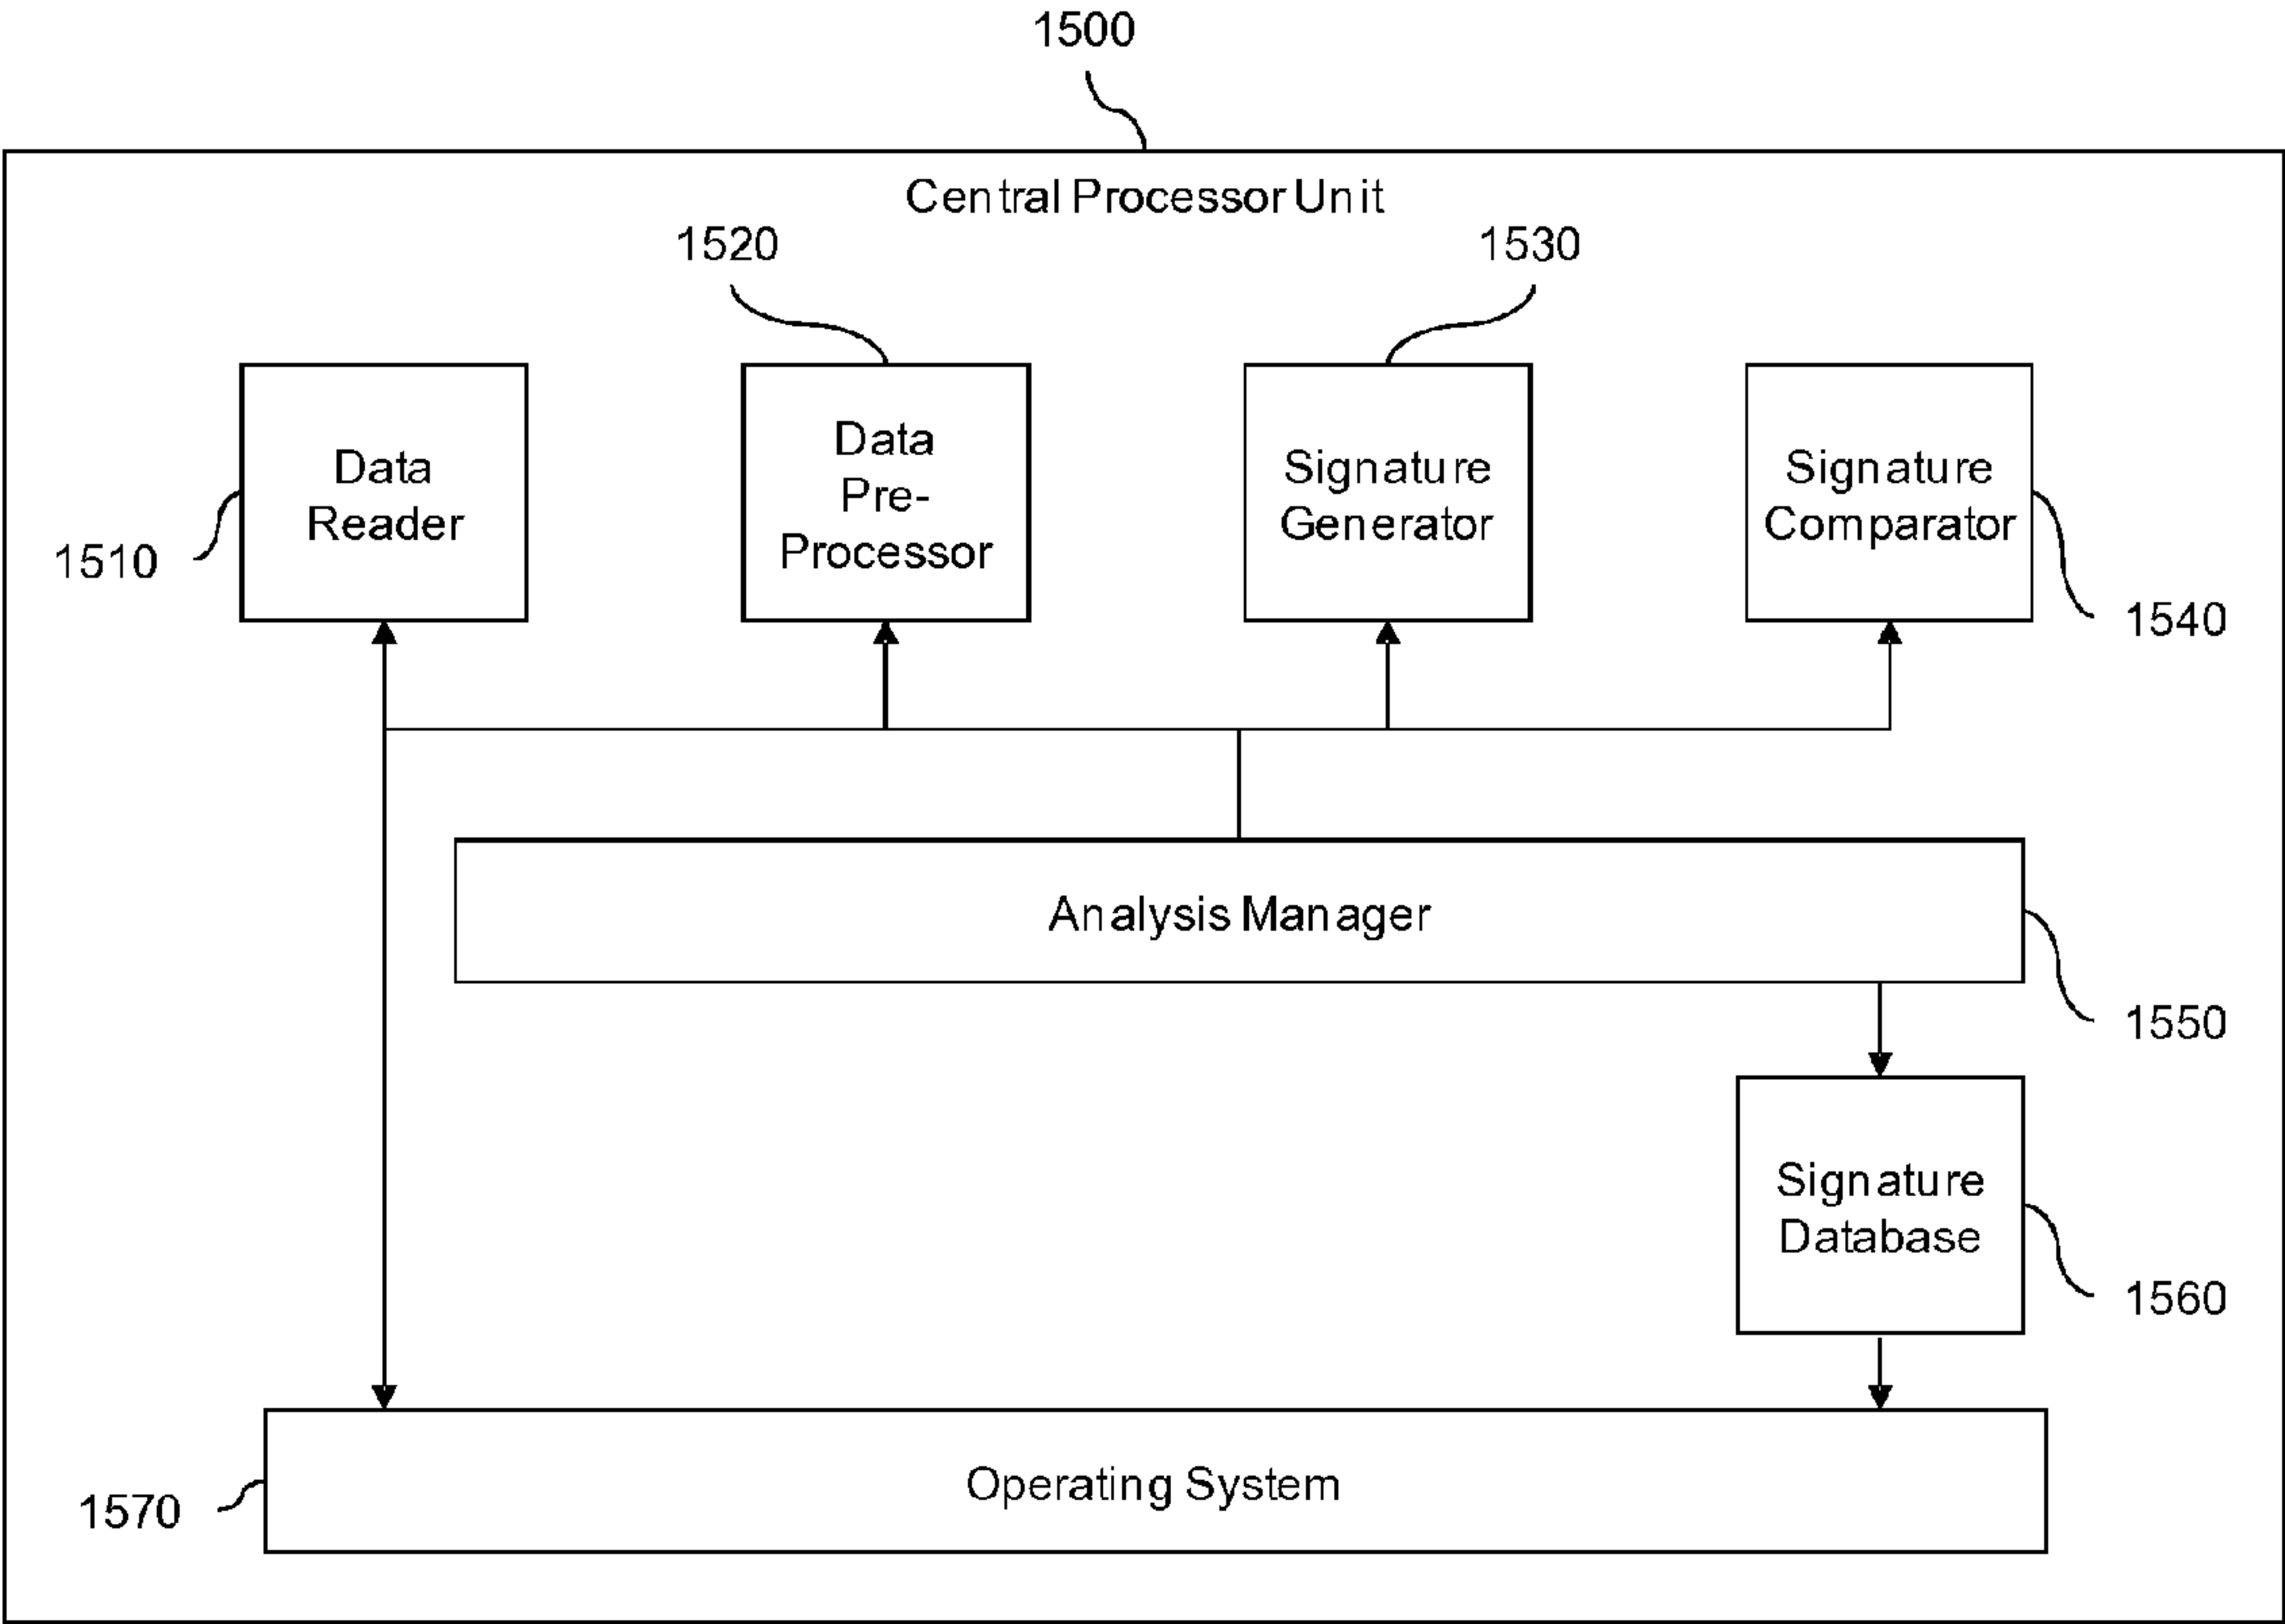 1500
Central Processor Unit
1520
1530
Data
Reader
Data
Pre-
Processor
Signature
Generator
Signature
Comparator
1510
1540
Analysis Manager
1550
Signature
Database
1560
Operating System
1570